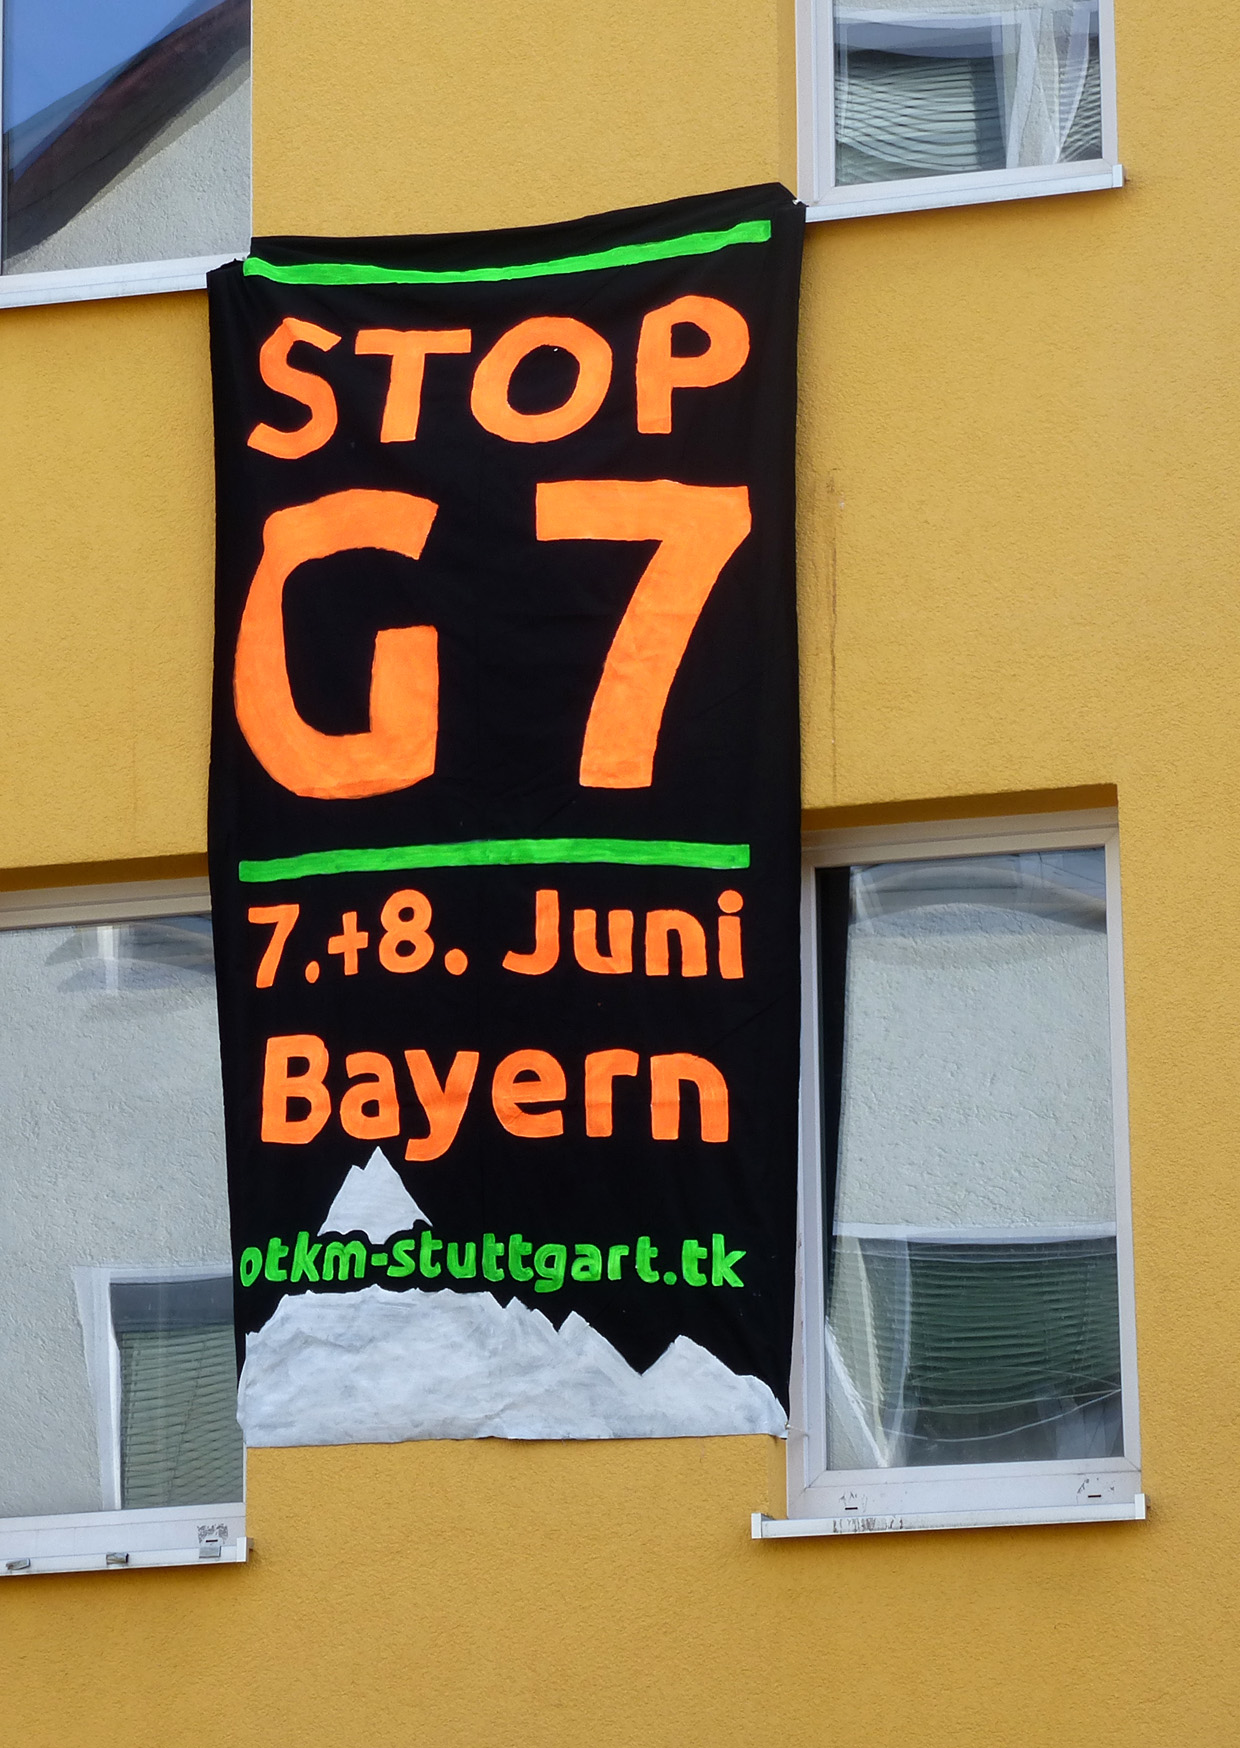 STOP
G7
7.+8. Juni
Bayern
otkm-stuttgart.tk